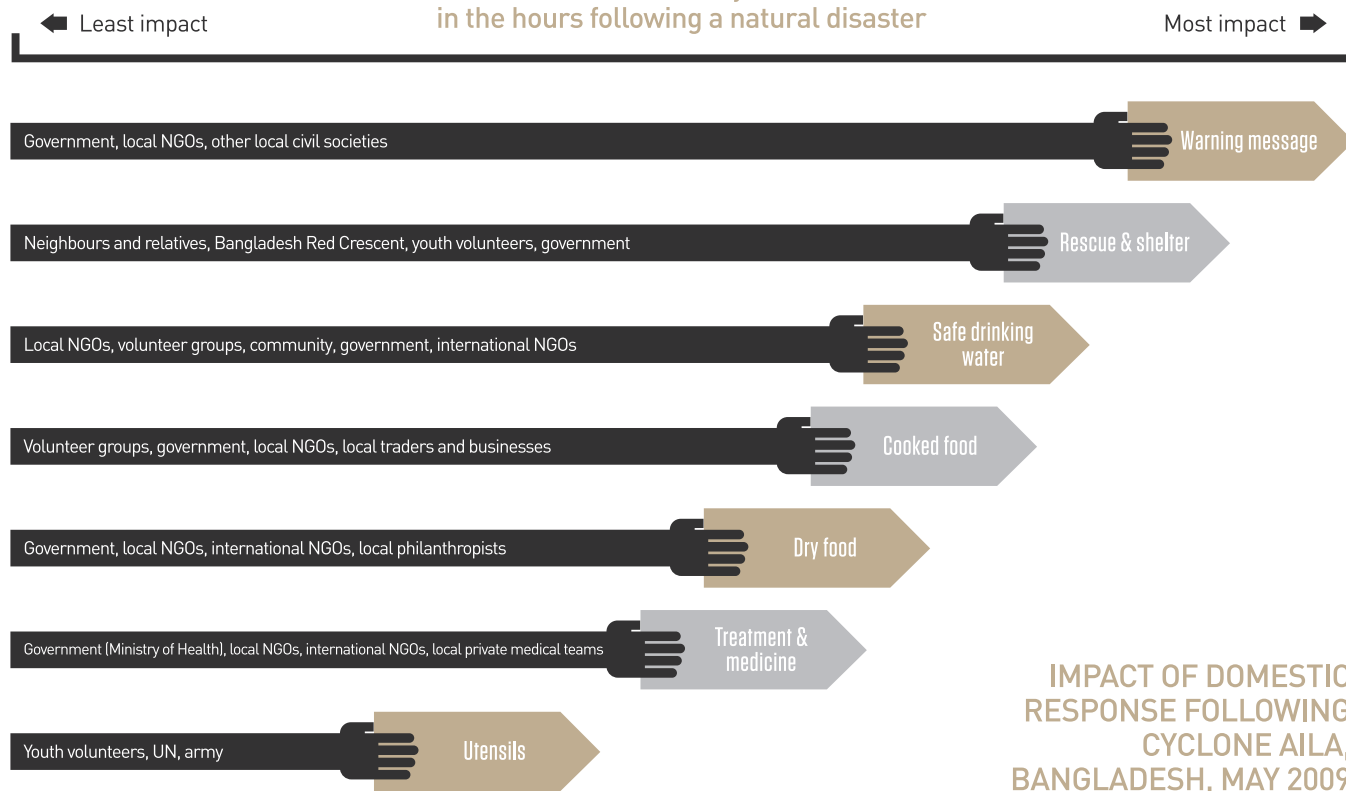 Least impact
in the hours following a natural disaster
Most impact
Government, local NGOs, other local civil societies
Warning message
Neighbours and relatives, Bangladesh Red Crescent, youth volunteers, government
Rescue & shelter
Local NGOs, volunteer groups, community, government, international NGOs
Safe drinking
water
Volunteer groups, government, local NGOs, local traders and businesses
Cooked food
Government, local NGOs, international NGOs, local philanthropists
Dry food
Government (Ministry of Health), local NGOs, international NGOs, local private medical teams
Treatment &
medicine
Youth volunteers, UN, army
Utensils
IMPACT OF DOMESTIC
RESPONSE FOLLOWING
CYCLONE AILA,
BANGLADESH, MAY 2009